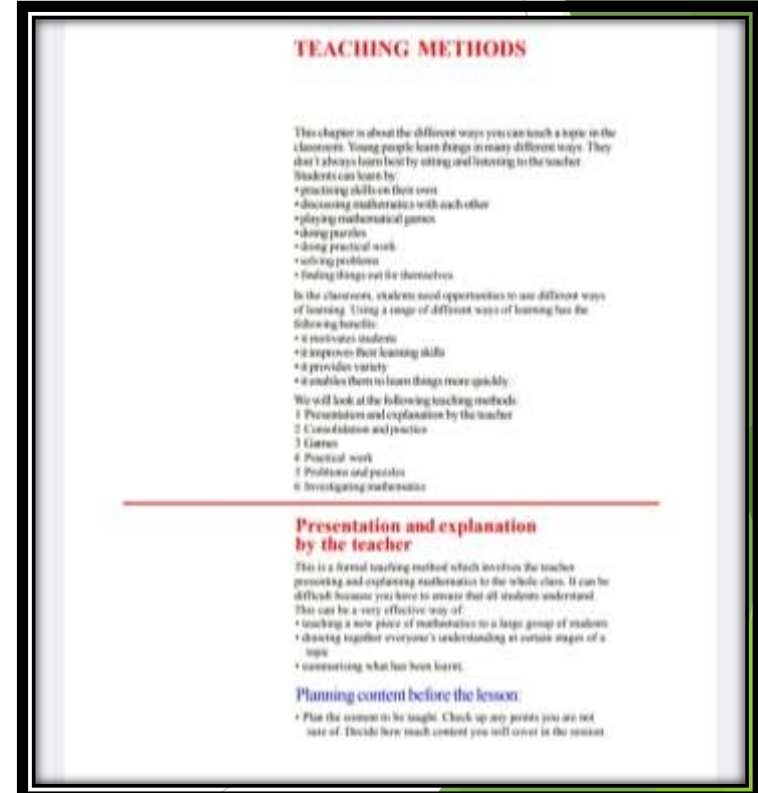 TEACHING METHODS
This chapter is about the different ways you can teach a topic in the
classroom. Young people learn things in many different ways. They
don't always learn best by sitting and listening to the teacher.
Students can learn by:
• practising skills on their own
• discussing mathematics with each other
• playing mathematical games
• doing puzzles
• doing practical work
• solving problems
• finding things out for themselves.
In the classroom, students need opportunities to use different ways
of learning. Using a range of different ways of learning has the
following benefits:
• it motivates students
• it improves their learning skills
• it provides variety
• it enables them to learn things more quickly.
We will look at the following teaching methods:
1 Presentation and explanation by the teacher
2 Consolidation and practice
3 Games
4 Practical work
5 Problems and puzzles
6 Investigating mathematics
Presentation and explanation
by the teacher
This is a formal teaching method which involves the teacher
presenting and explaining mathematics to the whole class. It can be
difficult because you have to ensure that all students understand.
This can be a very effective way of:
• teaching a new piece of mathematics to a large group of students
• drawing together everyone's understanding at certain stages of a
topic
• summarising what has been learnt.
Planning content before the lesson:
• Plan the content to be taught. Check up any points you are not
sure of. Decide how much content you will cover in the session.